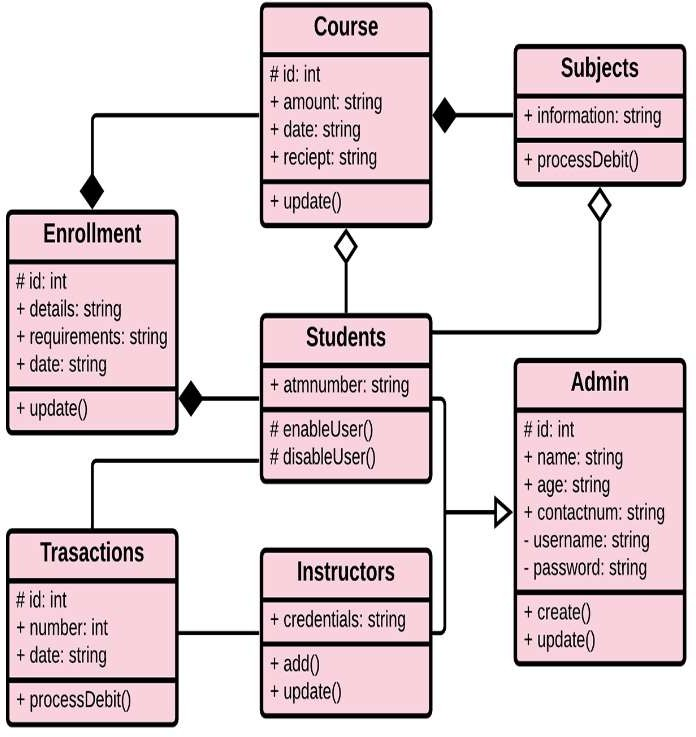 Course
# id: int
+ amount: string
+ date: string
+ reciept: string
+ update()
Subjects
+ information: string
+ processDebit()
Enrollment
# id: int
+ details: string
+ requirements: string
+ date: string
+ update()
Students
+ atmnumber: string
# enableUser()
# disableUser()
Admin
# id: int
+ name: string
+ age: string
+ contactnum: string
- username: string
- password: string
+ create()
+ update()
Trasactions
# id: int
+ number: int
+ date: string
+ processDebit()
Instructors
+ credentials: string
+ add()
+ update()